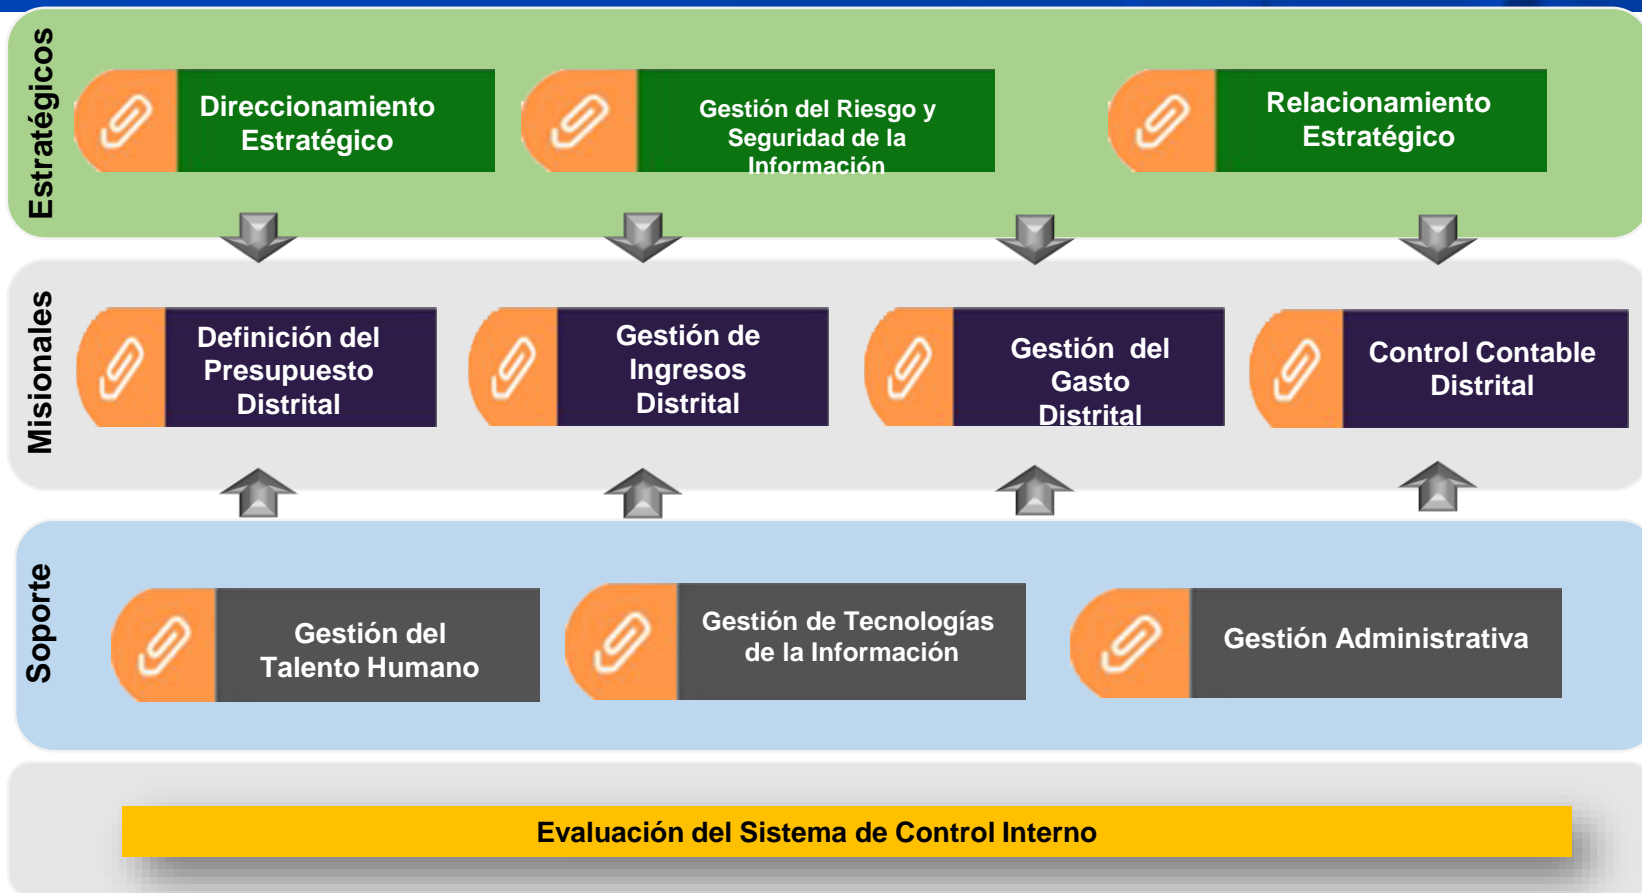 Estratégicos
Direccionamiento
Estratégico
Gestión del Riesgo y
Seguridad de la
Información
Relacionamiento
Estratégico
Misionales
Definición del
Presupuesto
Distrital
Gestión de
Ingresos
Distrital
Gestión del
Gasto
Distrital
Control Contable
Distrital
Soporte
Gestión del
Talento Humano
Gestión de Tecnologías
de la Información
Gestión Administrativa
Evaluación del Sistema de Control Interno